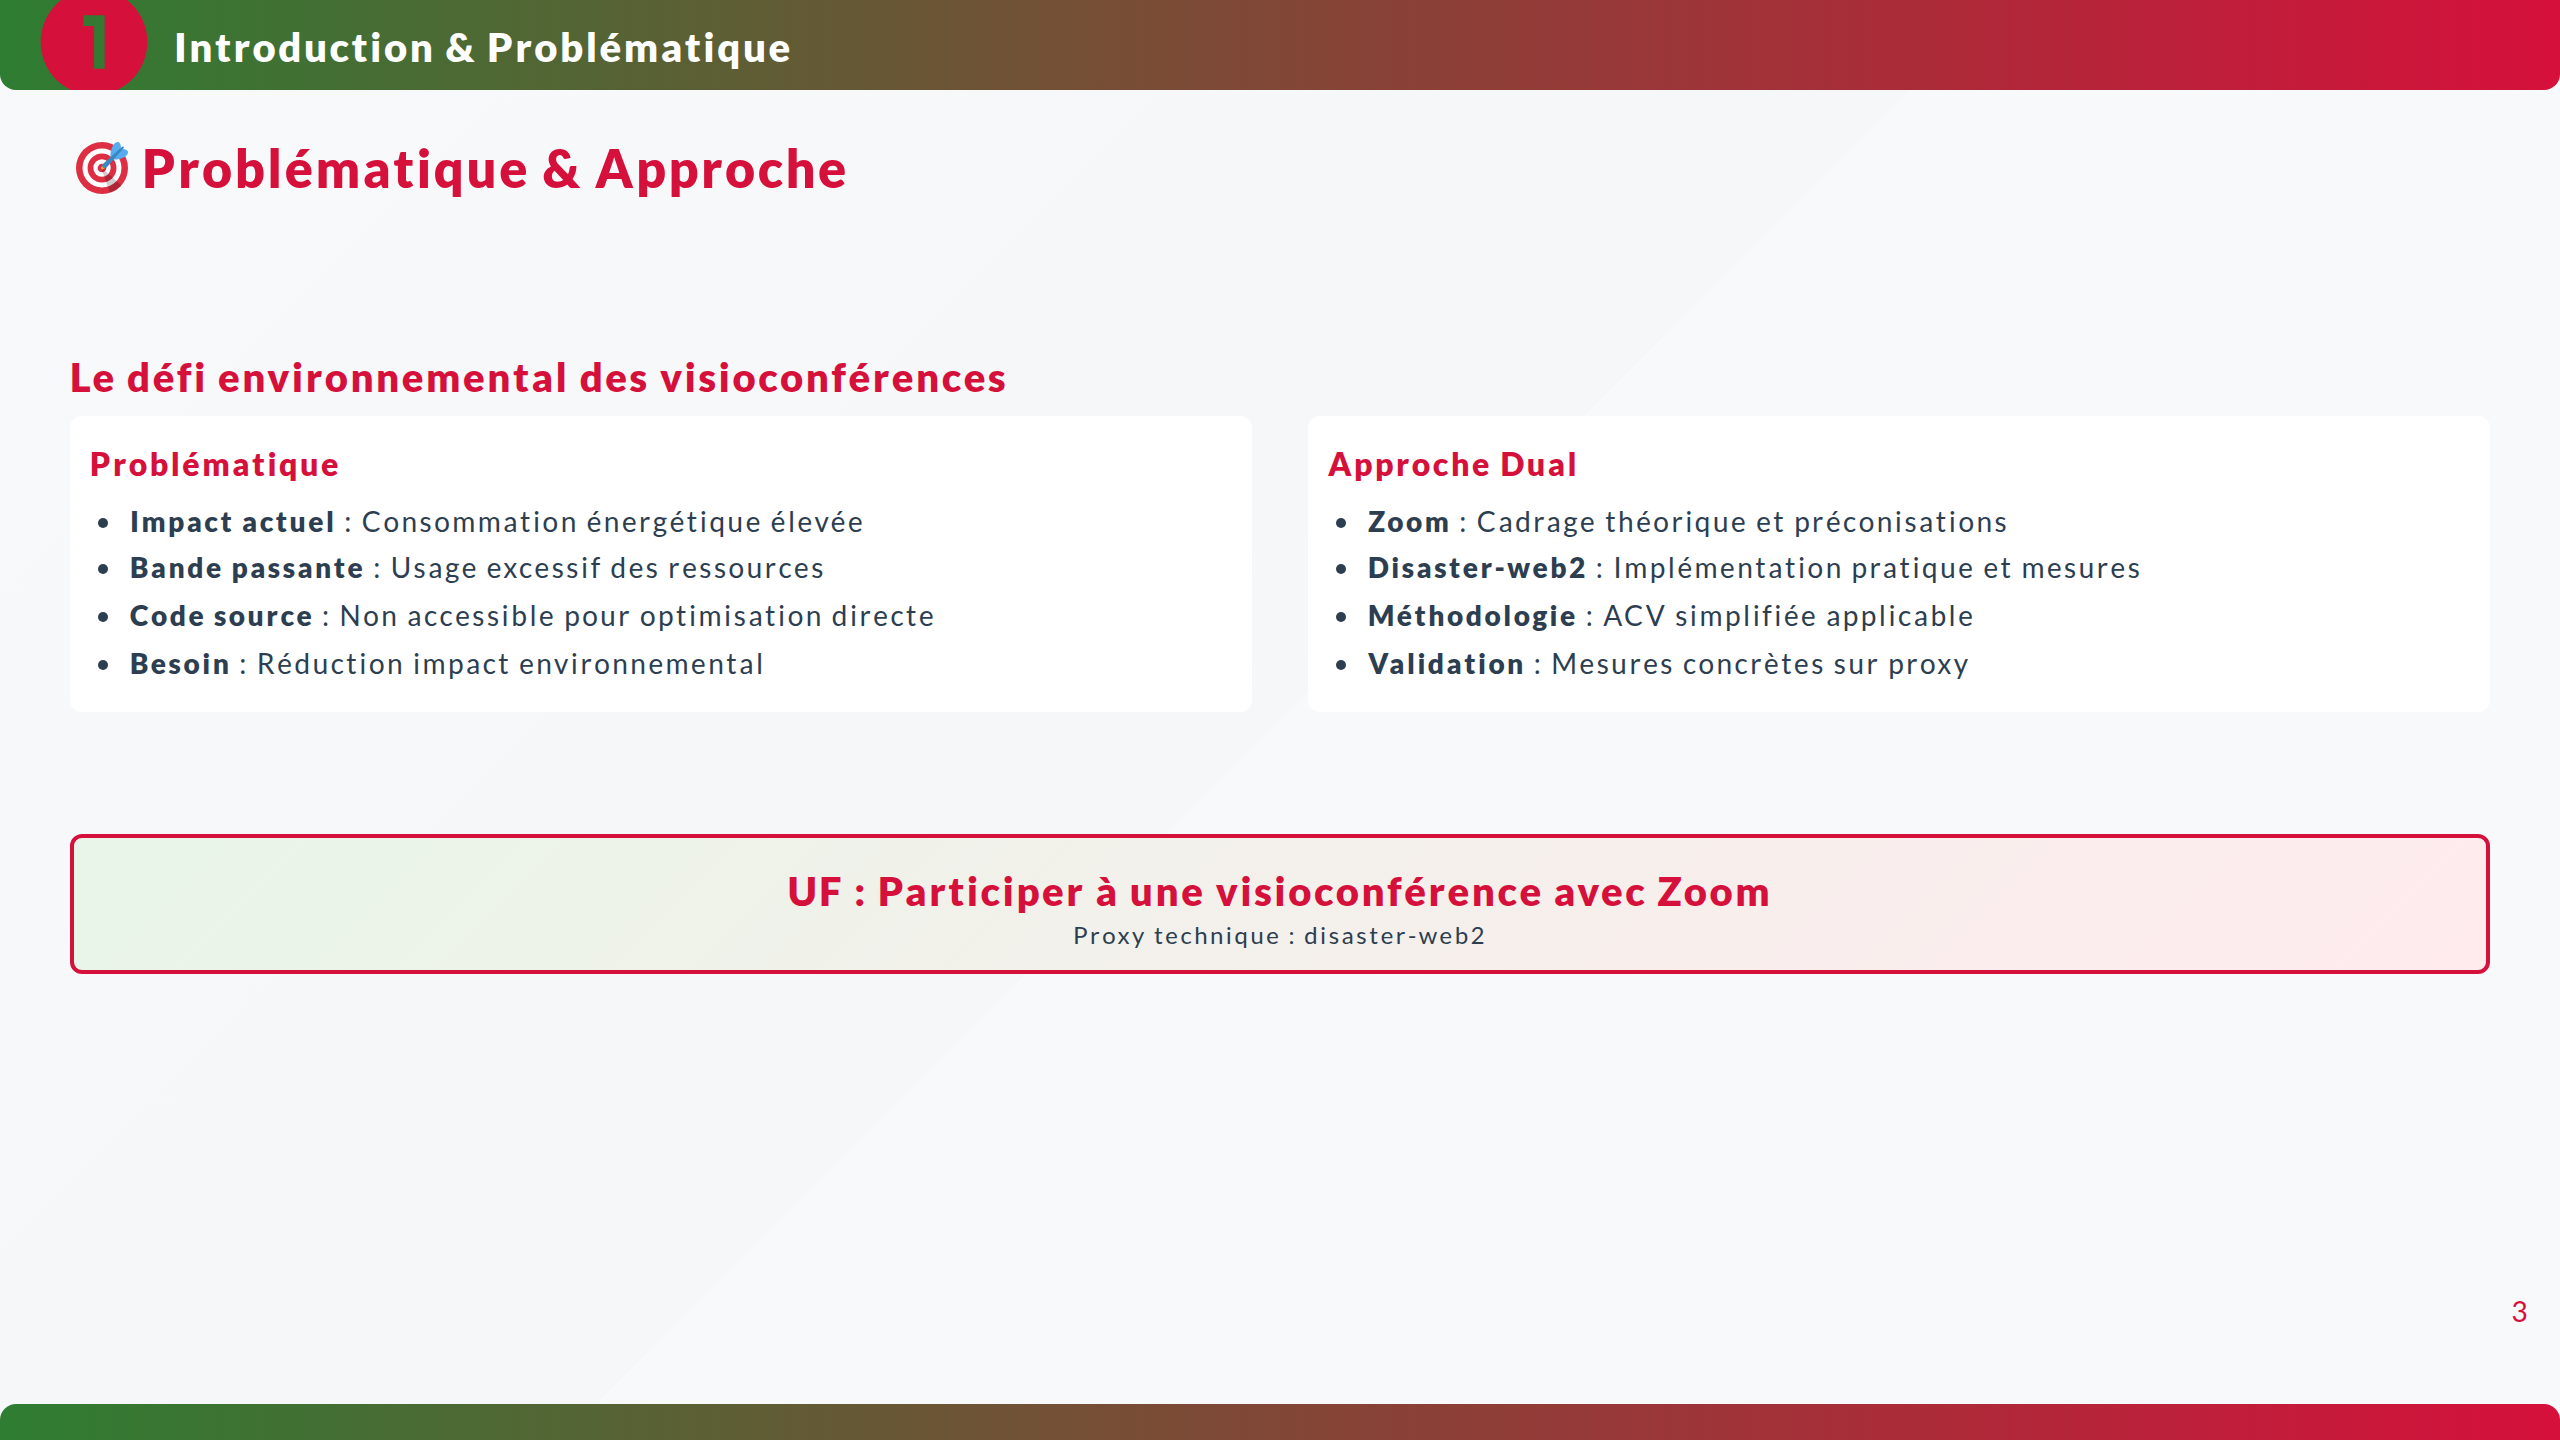 1
Introduction & Problématique
🎯 Problématique & Approche
Le défi environnemental des visioconférences
Problématique
• Impact actuel : Consommation énergétique élevée
• Bande passante : Usage excessif des ressources
• Code source : Non accessible pour optimisation directe
• Besoin : Réduction impact environnemental
Approche Dual
• Zoom : Cadrage théorique et préconisations
• Disaster-web2 : Implémentation pratique et mesures
• Méthodologie : ACV simplifiée applicable
• Validation : Mesures concrètes sur proxy
UF : Participer à une visioconférence avec Zoom
Proxy technique : disaster-web2
3